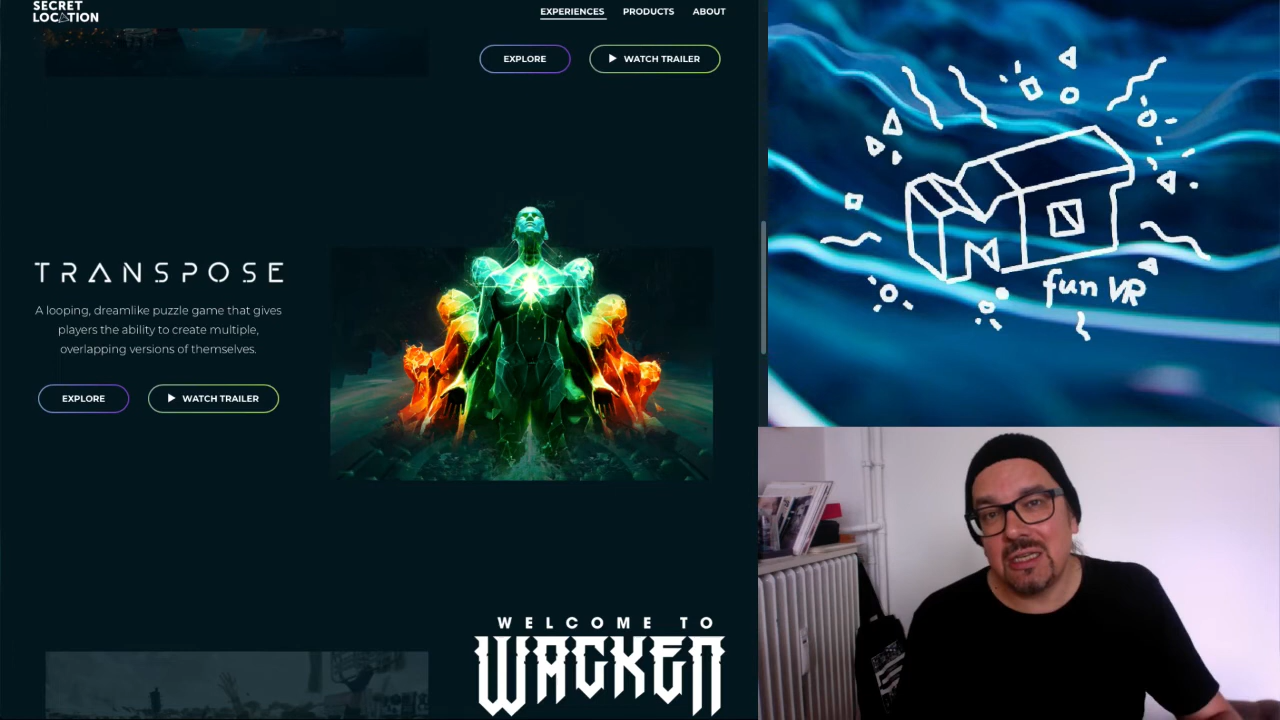 SECRET
LOCATION
EXPERIENCES
PRODUCTS
ABOUT
EXPLORE
WATCH TRAILER
TRANSPOSE
A looping, dreamlike puzzle game that gives
players the ability to create multiple,
overlapping versions of themselves.
EXPLORE
WATCH TRAILER
WELCOME TO
WACKEN
fun VR